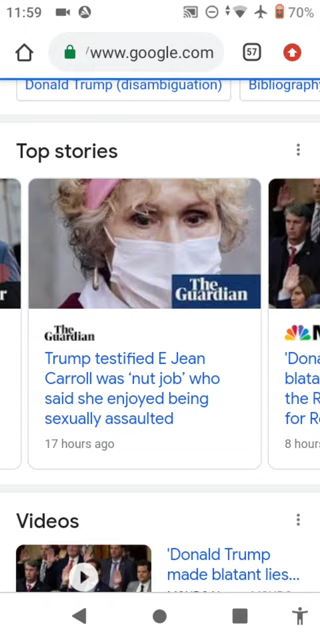 11:59
70%
/www.google.com
57
Donald Trump (disambiguation)
Bibliography
Top stories
The
Guardian
The
Guardian
Trump testified E Jean
Carroll was ‘nut job’ who
said she enjoyed being
sexually assaulted
17 hours ago
'Dona
blata
the R
for R
8 hour
Videos
'Donald Trump
made blatant lies...